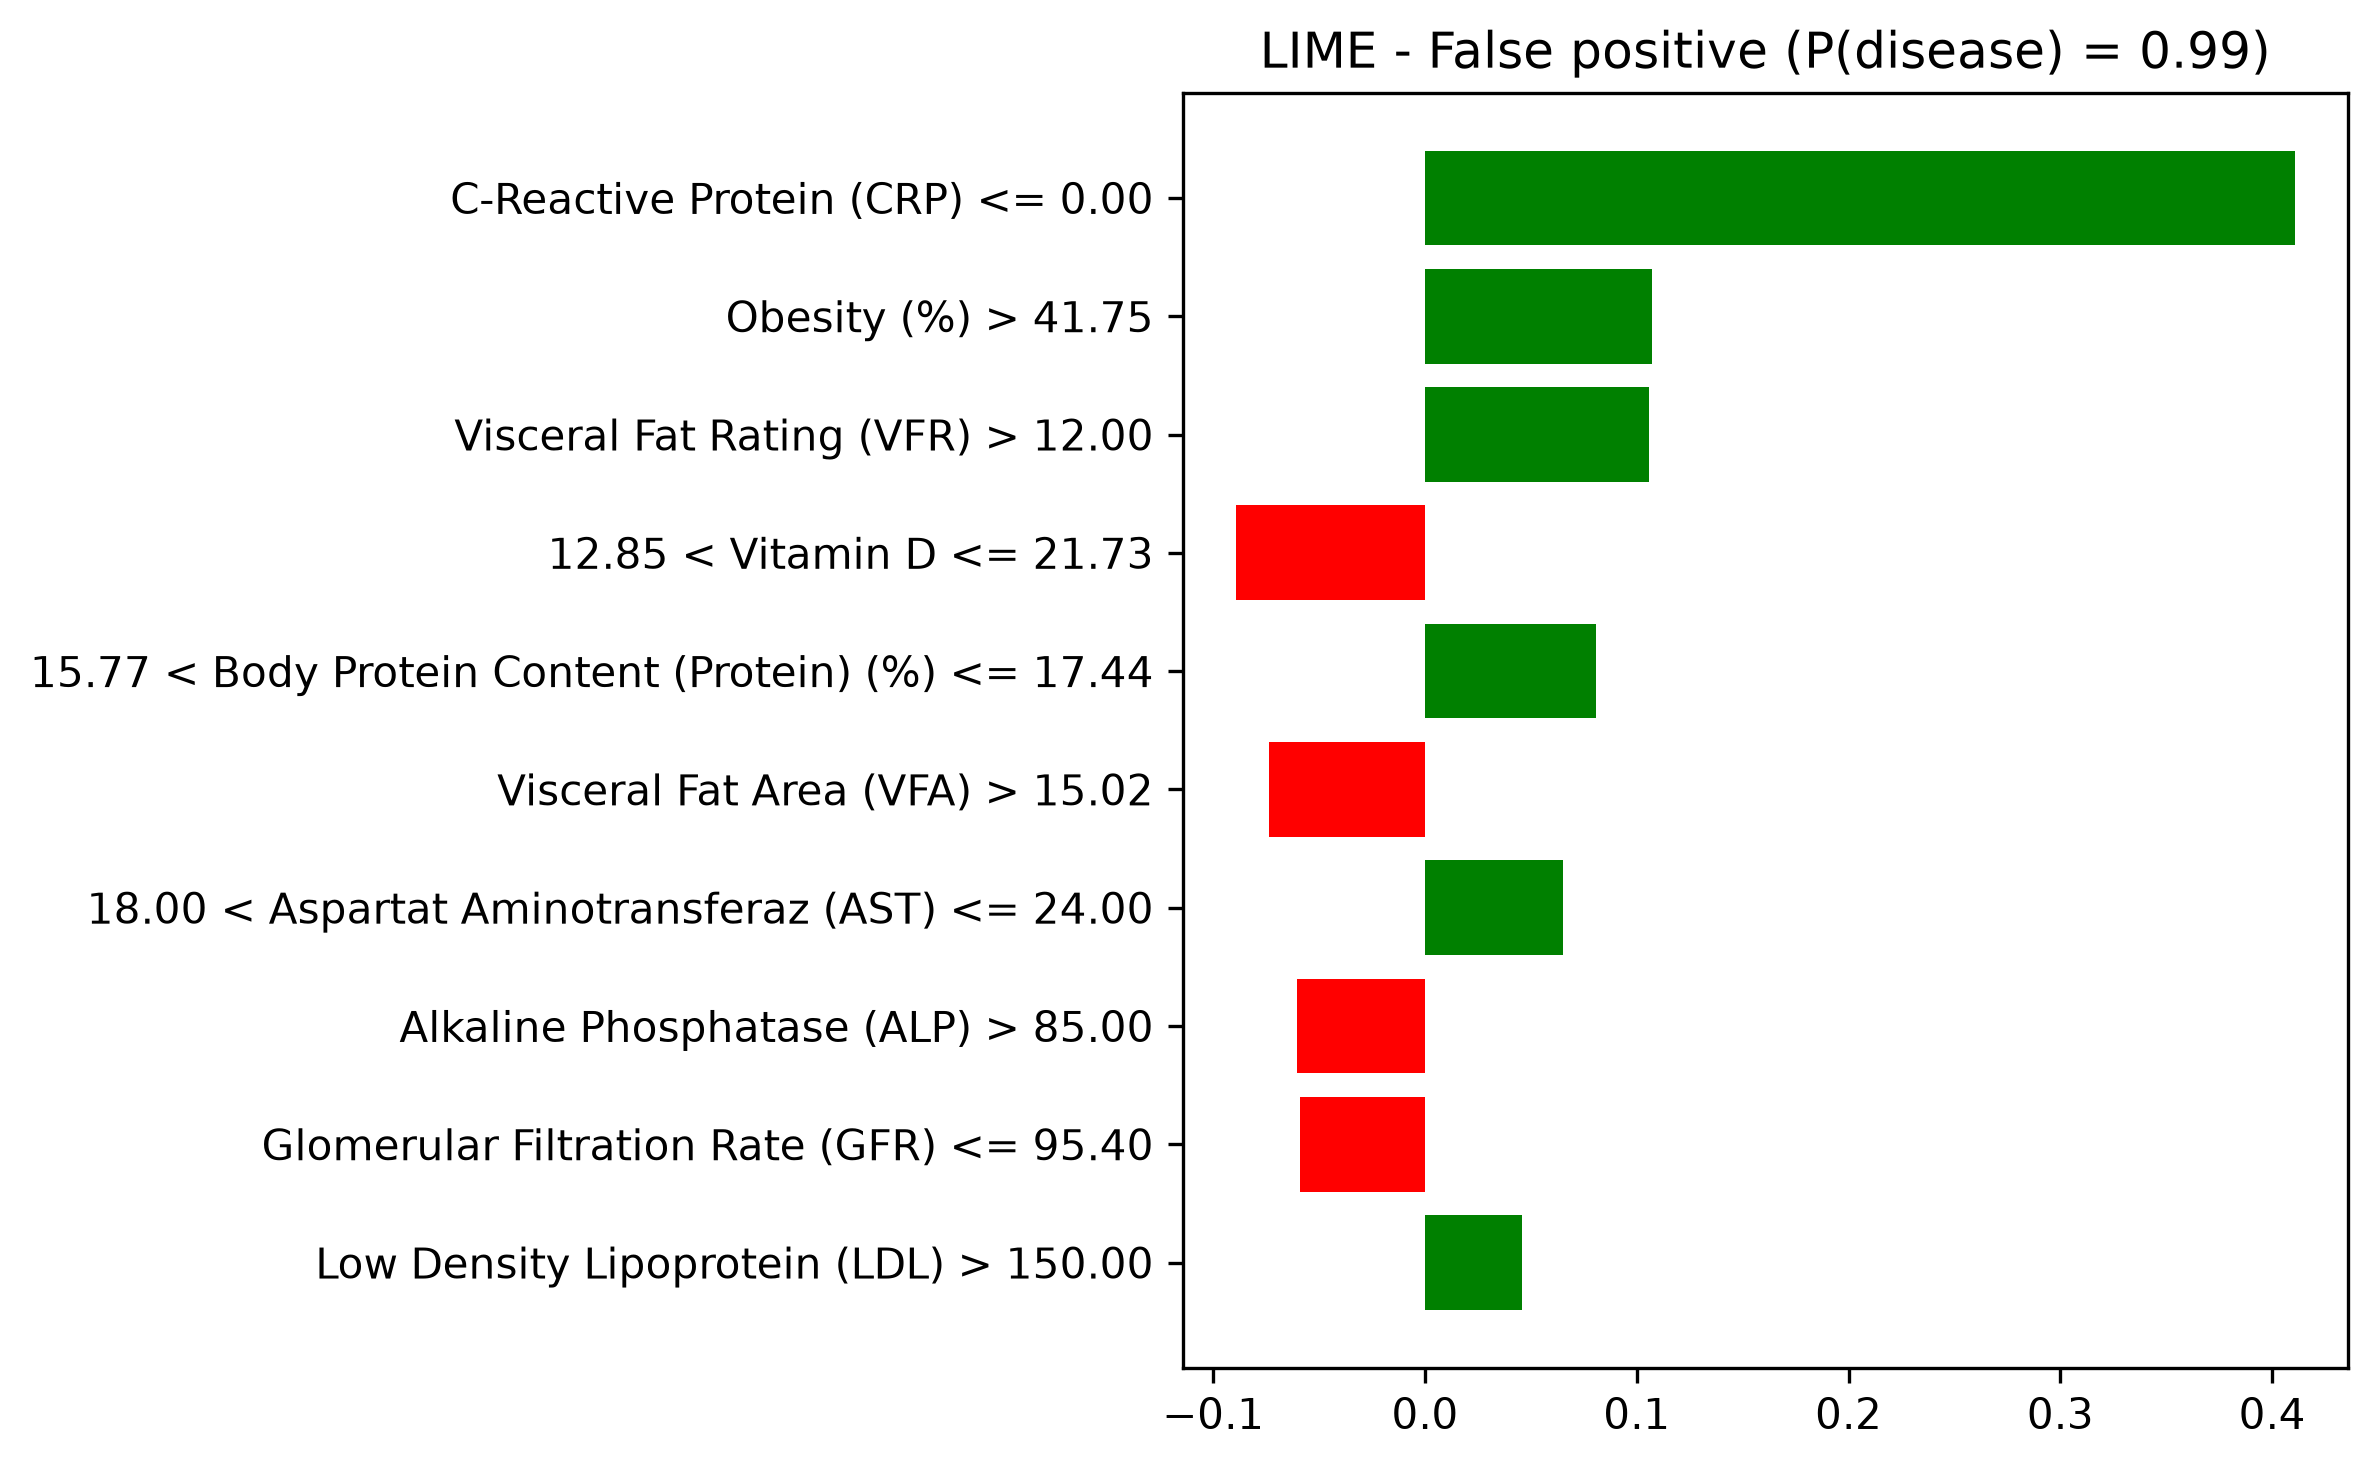 LIME - False positive (P(disease) = 0.99)
C-Reactive Protein (CRP) <= 0.00
Obesity (%) > 41.75
Visceral Fat Rating (VFR) > 12.00
12.85 < Vitamin D <= 21.73
15.77 < Body Protein Content (Protein) (%) <= 17.44
Visceral Fat Area (VFA) > 15.02
18.00 < Aspartat Aminotransferaz (AST) <= 24.00
Alkaline Phosphatase (ALP) > 85.00
Glomerular Filtration Rate (GFR) <= 95.40
Low Density Lipoprotein (LDL) > 150.00
−0.1 0.0 0.1 0.2 0.3 0.4